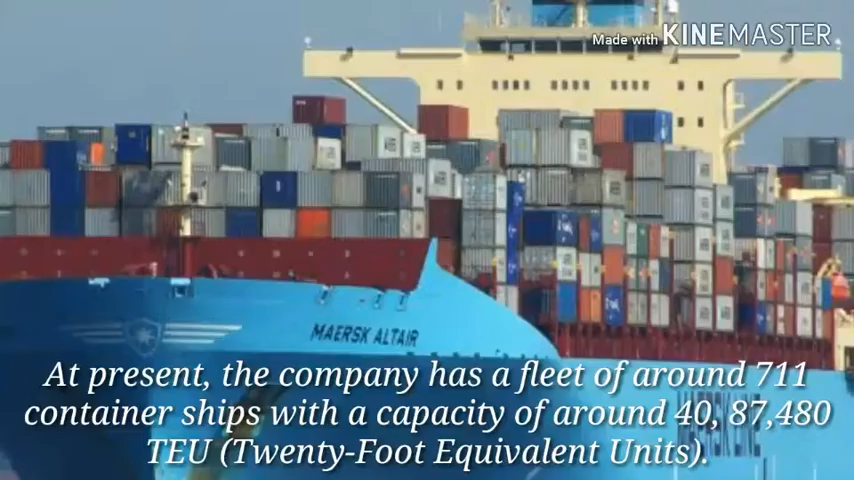 Made with KINEMASTER
MAERSK ALTAIR
At present, the company has a fleet of around 711
container ships with a capacity of around 40, 87,480
TEU (Twenty-Foot Equivalent Units).